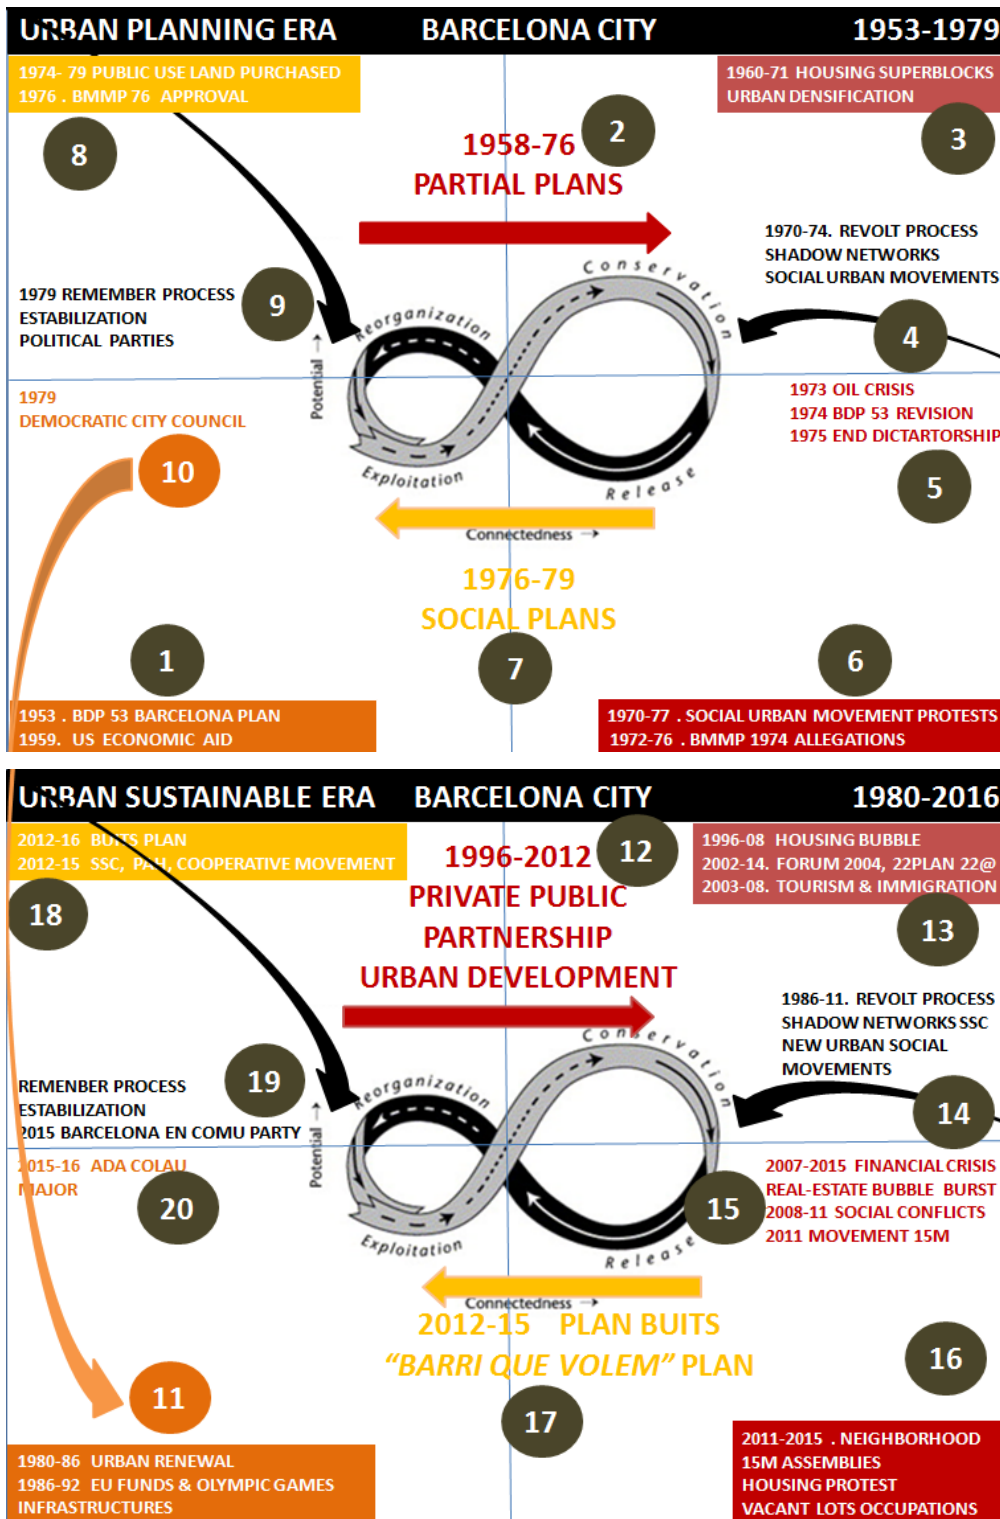 URBAN PLANNING ERA BARCELONA CITY 1953-1979
1974- 79 PUBLIC USE LAND PURCHASED
1976 . BMMP 76 APPROVAL
1960-71 HOUSING SUPERBLOCKS
URBAN DENSIFICATION
8
2
3
1958-76
PARTIAL PLANS
1970-74. REVOLT PROCESS
SHADOW NETWORKS
SOCIAL URBAN MOVEMENTS
1979 REMEMBER PROCESS
ESTABILIZATION
POLITICAL PARTIES
9
4
Conservation
Reorganization
Potential →
Exploitation
Release
Connectedness →
1979
DEMOCRATIC CITY COUNCIL
10
1973 OIL CRISIS
1974 BDP 53 REVISION
1975 END DICTARTORSHIP
5
1976-79
SOCIAL PLANS
1
7
6
1953 . BDP 53 BARCELONA PLAN
1959. US ECONOMIC AID
1970-77 . SOCIAL URBAN MOVEMENT PROTESTS
1972-76 . BMMP 1974 ALLEGATIONS
URBAN SUSTAINABLE ERA BARCELONA CITY 1980-2016
2012-16 BUITS PLAN
2012-15 SSC, PAH, COOPERATIVE MOVEMENT
1996-08 HOUSING BUBBLE
2002-14. FORUM 2004, 22PLAN 22@
2003-08. TOURISM & IMMIGRATION
12
18
13
1996-2012
PRIVATE PUBLIC
PARTNERSHIP
URBAN DEVELOPMENT
1986-11. REVOLT PROCESS
SHADOW NETWORKS SSC
NEW URBAN SOCIAL
MOVEMENTS
19
14
REMENBER PROCESS
ESTABILIZATION
2015 BARCELONA EN COMU PARTY
Conservation
Reorganization
Potential →
Exploitation
Release
Connectedness →
2015-16 ADA COLAU
MAJOR
20
15
2007-2015 FINANCIAL CRISIS
REAL-ESTATE BUBBLE BURST
2008-11 SOCIAL CONFLICTS
2011 MOVEMENT 15M
2012-15 PLAN BUITS
“BARRI QUE VOLEM” PLAN
11
17
16
1980-86 URBAN RENEWAL
1986-92 EU FUNDS & OLYMPIC GAMES
INFRASTRUCTURES
2011-2015 . NEIGHBORHOOD
15M ASSEMBLIES
HOUSING PROTEST
VACANT LOTS OCCUPATIONS